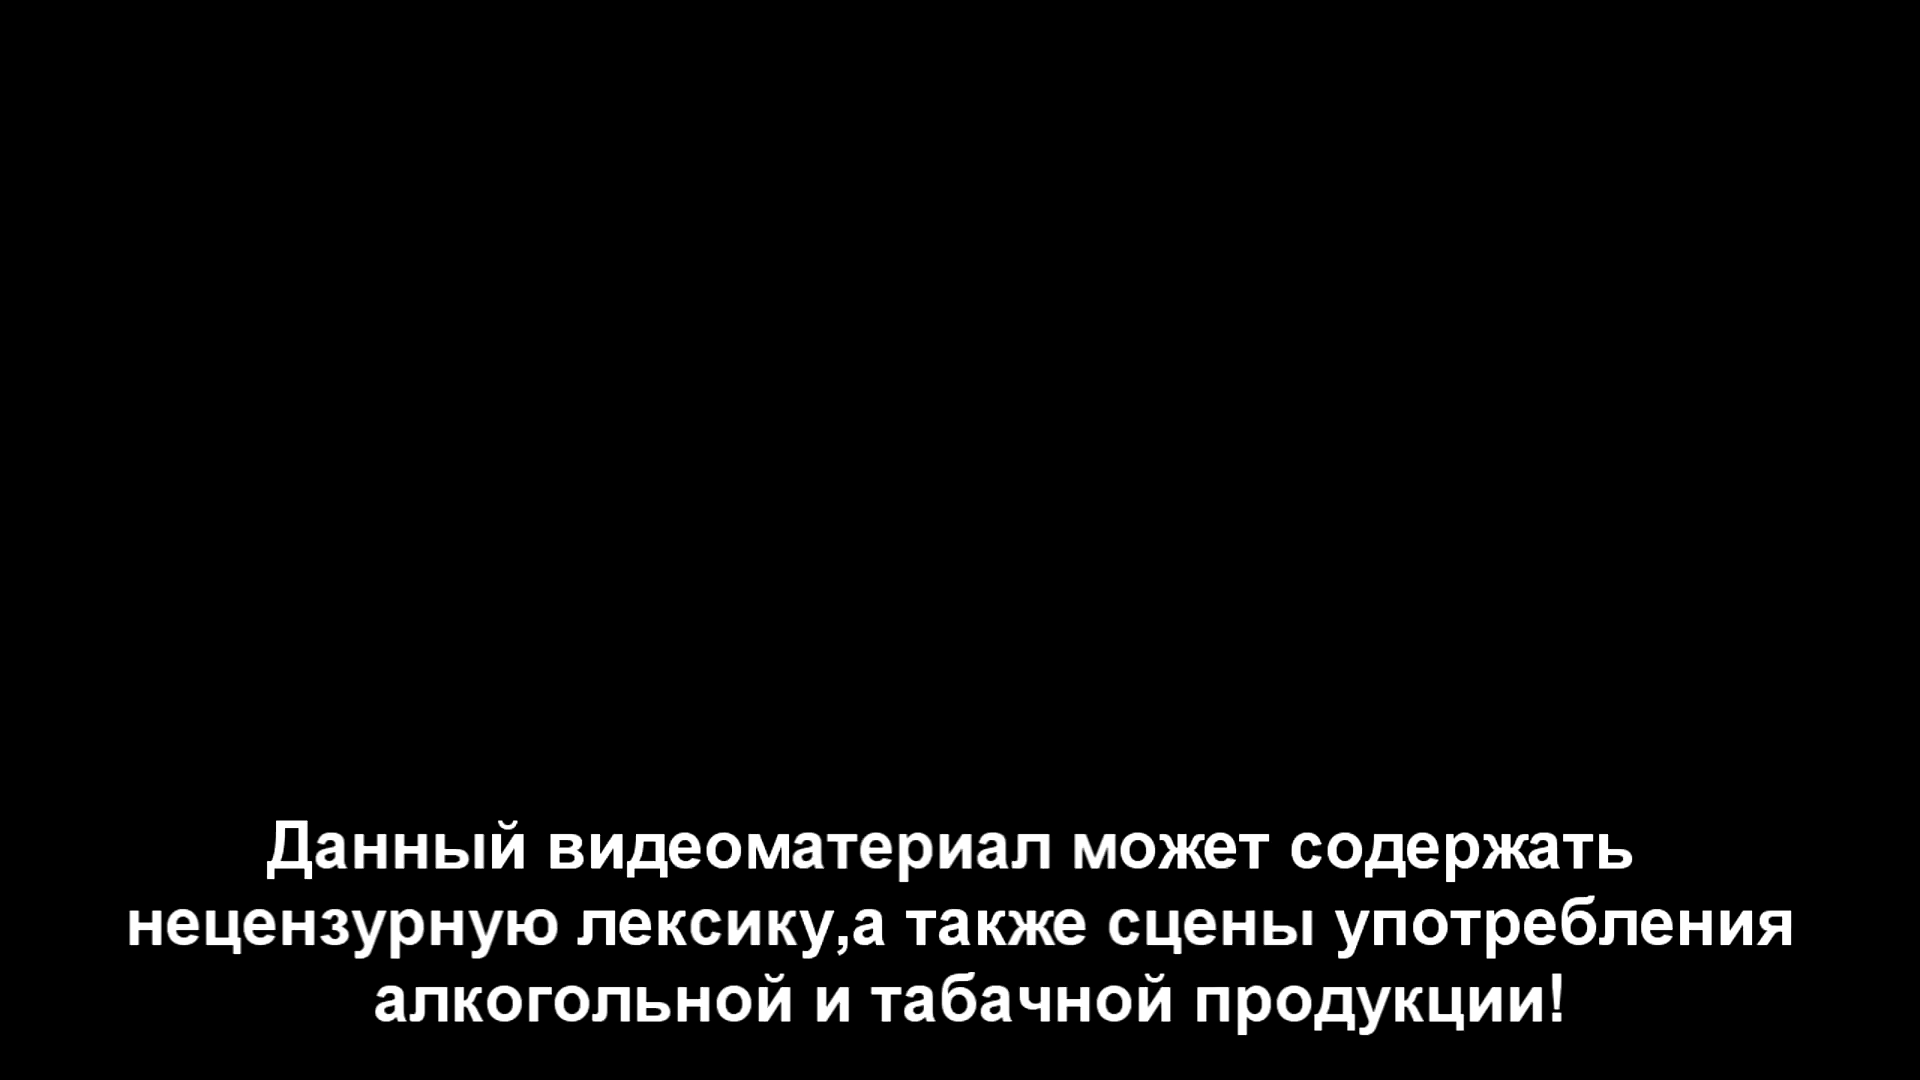 Данный видеоматериал может содержать
нецензурную лексику,а также сцены употребления
алкогольной и табачной продукции!